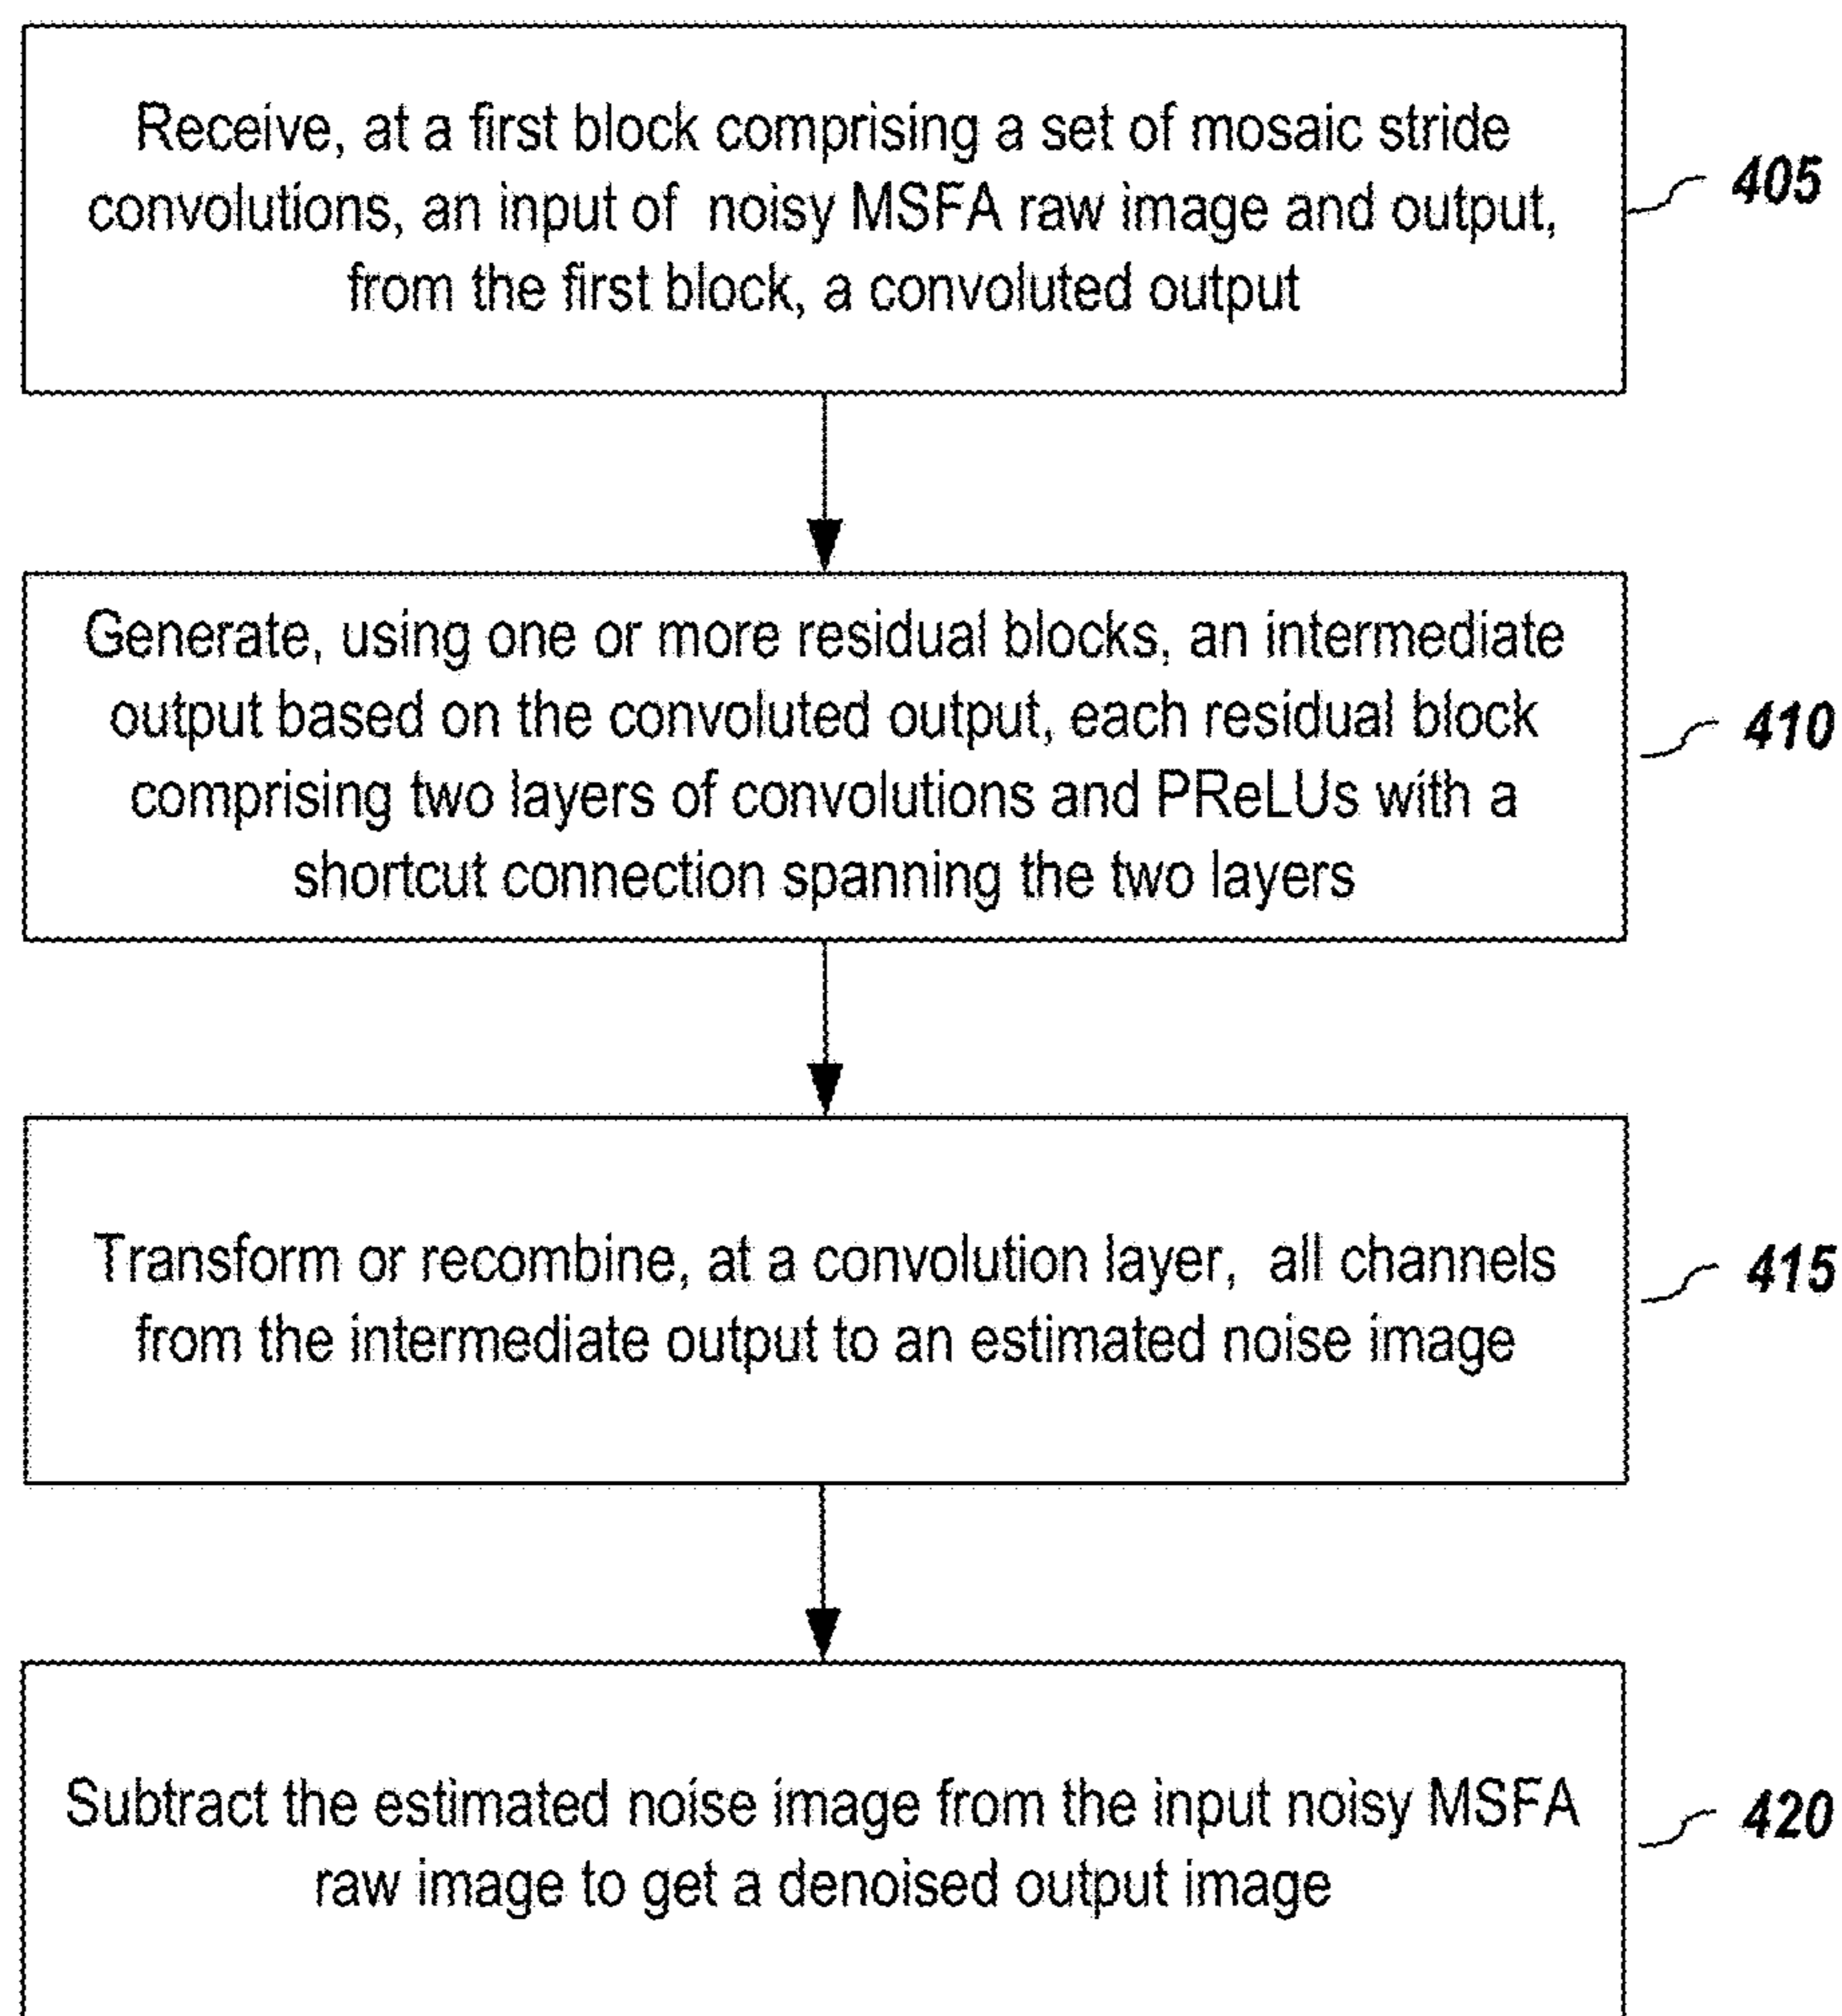 Receive, at a first block comprising a set of mosaic stride
convolutions, an input of noisy MSFA raw image and output,
from the first block, a convoluted output
405
Generate, using one or more residual blocks, an intermediate
output based on the convoluted output, each residual block
comprising two layers of convolutions and PReLUs with a
shortcut connection spanning the two layers
410
Transform or recombine, at a convolution layer, all channels
from the intermediate output to an estimated noise image
415
Subtract the estimated noise image from the input noisy MSFA
raw image to get a denoised output image
420